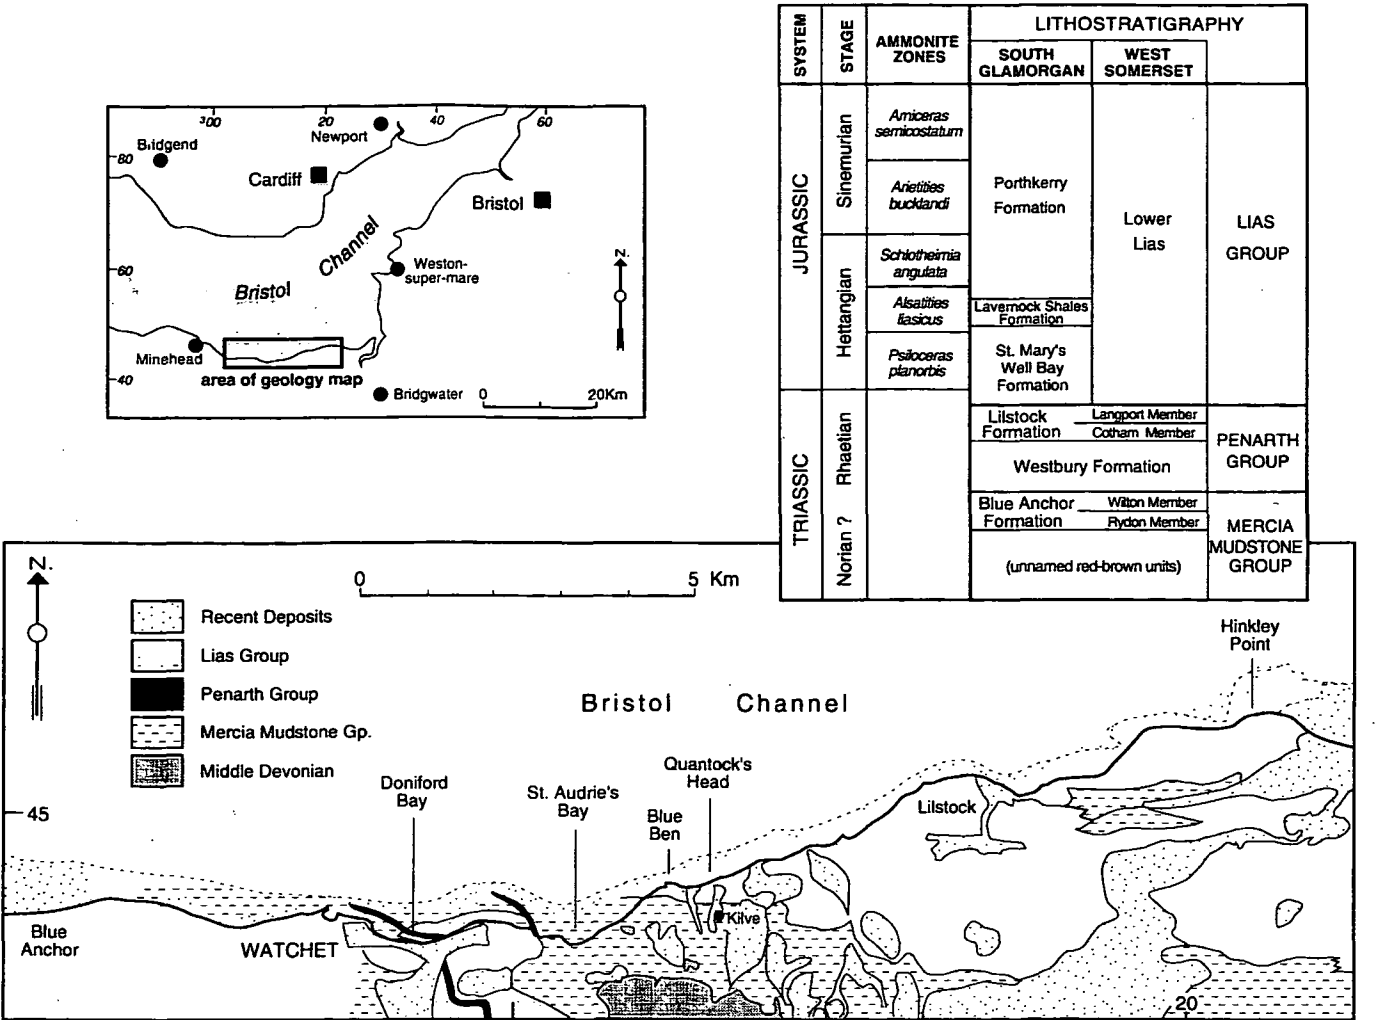 ³00
20
40
60
Newport
Bridgend
80
Cardiff
Bristol
Channel
Bristol
60
Weston-
super-mare
N.
Minehead
area of geology map
40
Bridgwater
0
20Km
SYSTEM
STAGE
AMMONITE
ZONES
LITHOSTRATIGRAPHY
SOUTH
GLAMORGAN
WEST
SOMERSET
JURASSIC
Sinemurian
Arniceras
semicostatum
Arietities
bucklandi
Porthkerry
Formation
Lower
Lias
LIAS
GROUP
Hettangian
Schlotheimia
angulata
Alsatities
liasicus
Lavernock Shales
Formation
Psiloceras
planorbis
St. Mary's
Well Bay
Formation
TRIASSIC
Rhaetian
Lilstock
Formation
Langport Member
Cotham Member
PENARTH
GROUP
Westbury Formation
Norian ?
Blue Anchor
Formation
Wilton Member
Rydon Member
MERCIA
MUDSTONE
GROUP
(unnamed red-brown units)
N.
0
5 Km
Recent Deposits
Lias Group
Penarth Group
Mercia Mudstone Gp.
Middle Devonian
Bristol Channel
Hinkley
Point
Quantock's
Head
Doniford
Bay
St. Audrie's
Bay
Blue
Ben
Lilstock
45
Kilve
Blue
Anchor
WATCHET
20